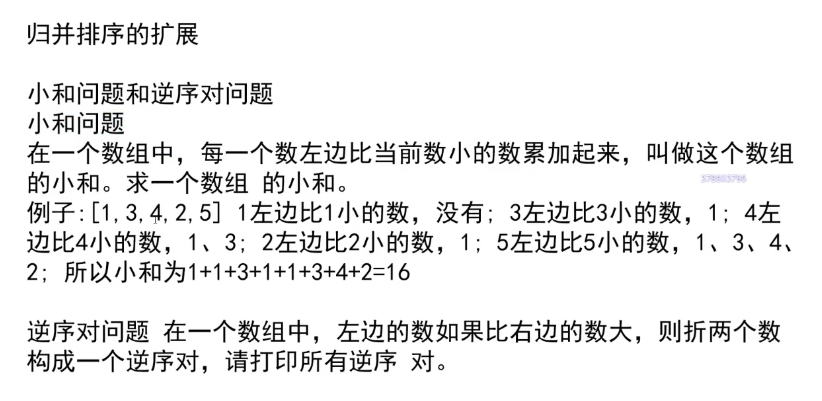 归并排序的扩展
小和问题和逆序对问题
小和问题
在一个数组中，每一个数左边比当前数小的数累加起来，叫做这个数组
的小和。求一个数组 的小和。
例子:[1,3,4,2,5] 1左边比1小的数，没有; 3左边比3小的数，1; 4左
边比4小的数，1、3; 2左边比2小的数，1; 5左边比5小的数，1、3、4、
2; 所以小和为1+1+3+1+1+3+4+2=16
逆序对问题 在一个数组中，左边的数如果比右边的数大，则折两个数
构成一个逆序对，请打印所有逆序 对。